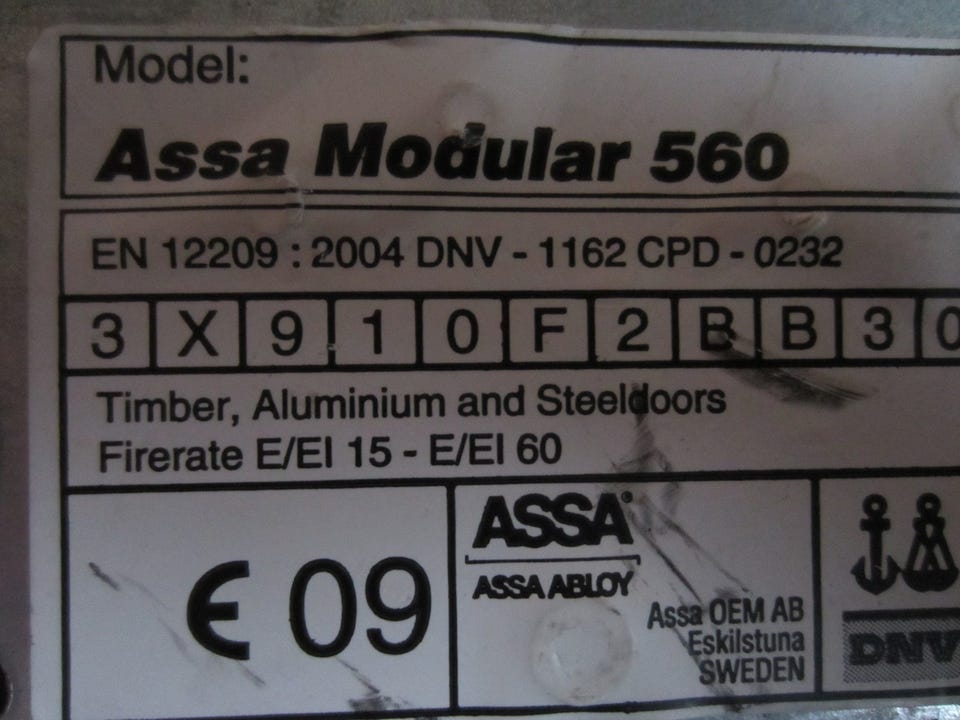 Model:
Assa Modular 560
EN 12209 : 2004 DNV - 1162 CPD - 0232
3 X 9 1 0 F 2 B B 3 0
Timber, Aluminium and Steeldoors
Firerate E/EI 15 - E/EI 60
€ 09
ASSA®
ASSA ABLOY
Assa OEM AB
Eskilstuna
SWEDEN
DNV